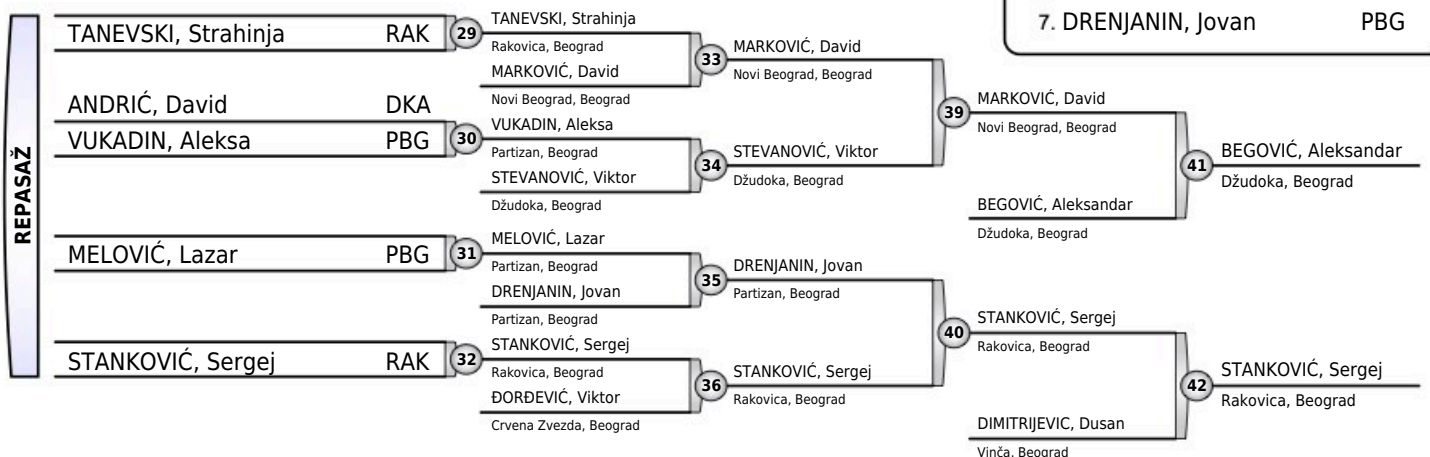 7. DRENJANIN, Jovan PBG
REPASAŽ
TANEVSKI, Strahinja RAK
ANDRIĆ, David DKA
VUKADIN, Aleksa PBG
MELOVIĆ, Lazar PBG
STANKOVIĆ, Sergej RAK
29
30
31
32
TANEVSKI, Strahinja
Rakovica, Beograd
MARKOVIĆ, David
Novi Beograd, Beograd
VUKADIN, Aleksa
Partizan, Beograd
STEVANOVIĆ, Viktor
Džudoka, Beograd
MELOVIĆ, Lazar
Partizan, Beograd
DRENJANIN, Jovan
Partizan, Beograd
STANKOVIĆ, Sergej
Rakovica, Beograd
ĐORĐEVIĆ, Viktor
Crvena Zvezda, Beograd
33
34
35
36
MARKOVIĆ, David
Novi Beograd, Beograd
STEVANOVIĆ, Viktor
Džudoka, Beograd
DRENJANIN, Jovan
Partizan, Beograd
STANKOVIĆ, Sergej
Rakovica, Beograd
39
40
MARKOVIĆ, David
Novi Beograd, Beograd
BEGOVIĆ, Aleksandar
Džudoka, Beograd
STANKOVIĆ, Sergej
Rakovica, Beograd
DIMITRIJEVIC, Dusan
Vinča, Beograd
41
42
BEGOVIĆ, Aleksandar
Džudoka, Beograd
STANKOVIĆ, Sergej
Rakovica, Beograd